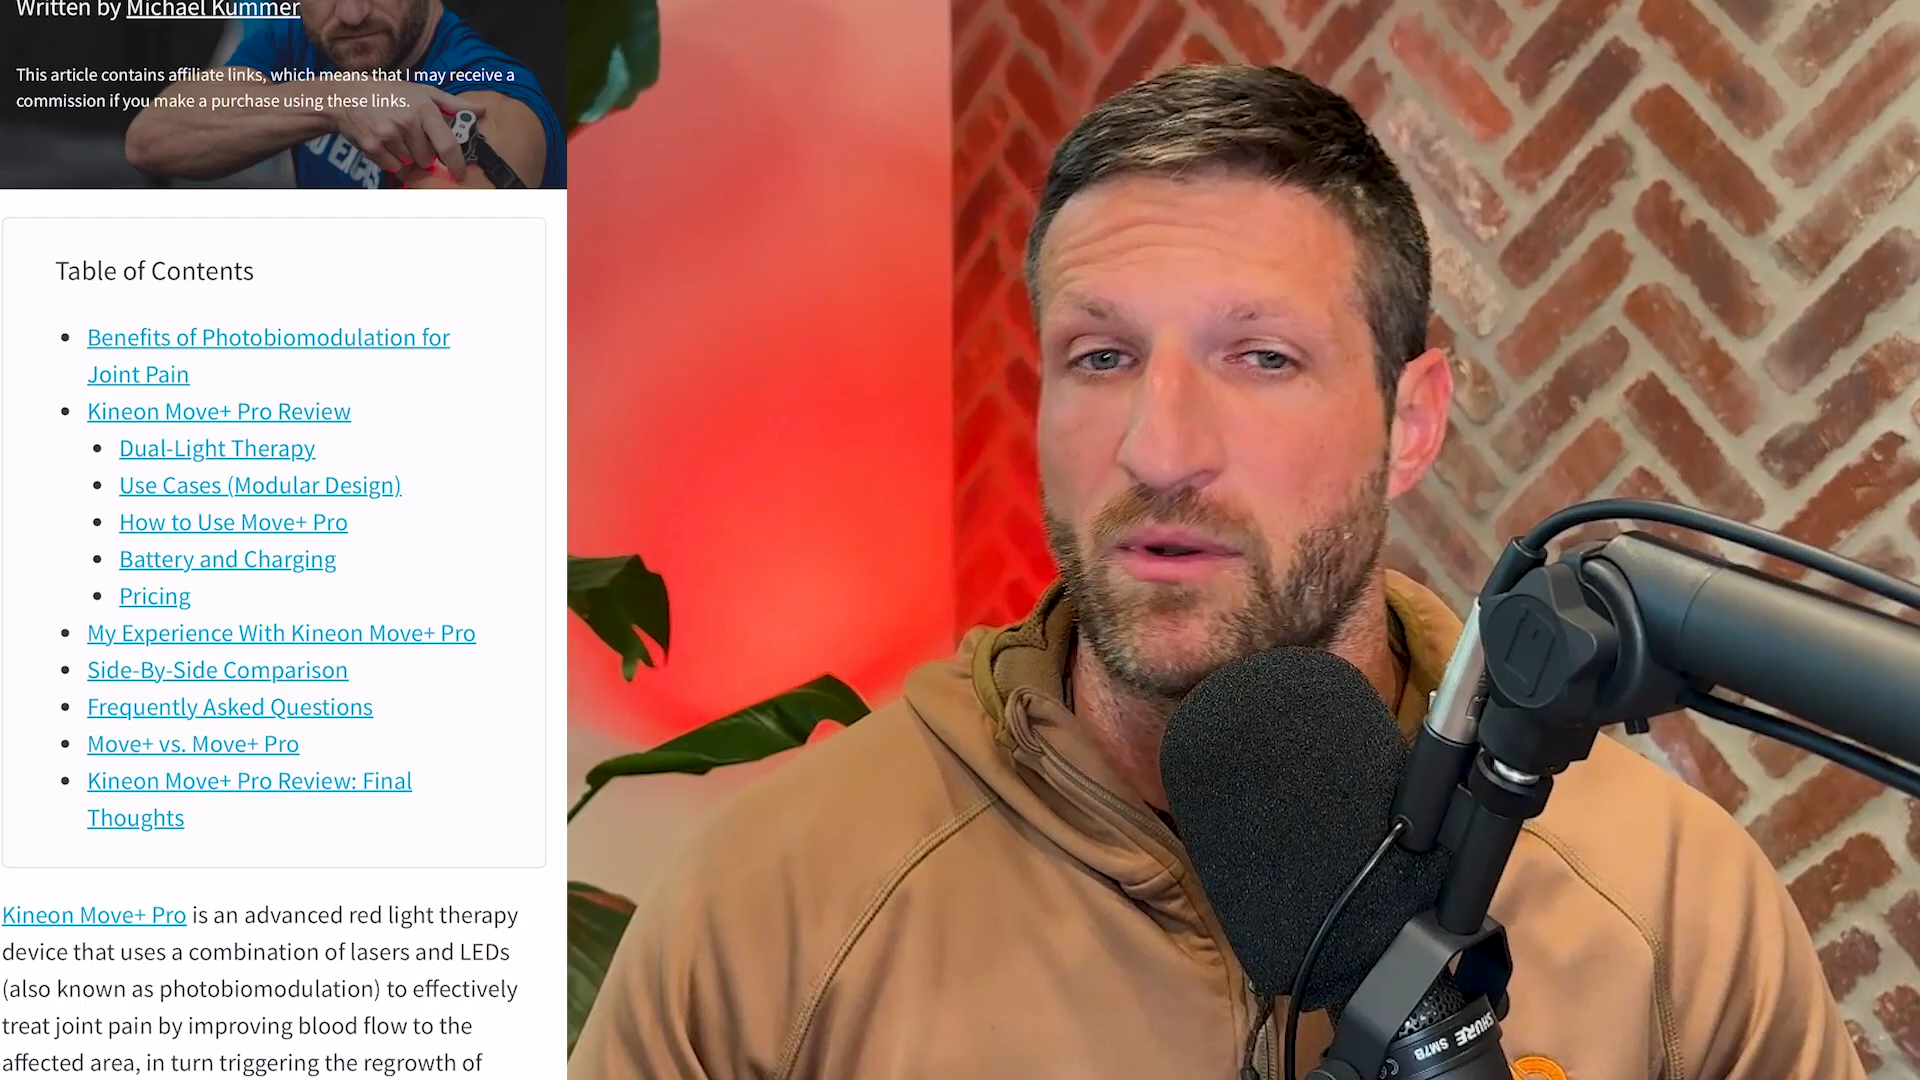 Written by Michael Kummer
This article contains affiliate links, which means that I may receive a
commission if you make a purchase using these links.
Table of Contents
Benefits of Photobiomodulation for
Joint Pain
Kineon Move+ Pro Review
Dual-Light Therapy
Use Cases (Modular Design)
How to Use Move+ Pro
Battery and Charging
Pricing
My Experience With Kineon Move+ Pro
Side-By-Side Comparison
Frequently Asked Questions
Move+ vs. Move+ Pro
Kineon Move+ Pro Review: Final
Thoughts
Kineon Move+ Pro is an advanced red light therapy
device that uses a combination of lasers and LEDs
(also known as photobiomodulation) to effectively
treat joint pain by improving blood flow to the
affected area, in turn triggering the regrowth of
SHURE
SM7B